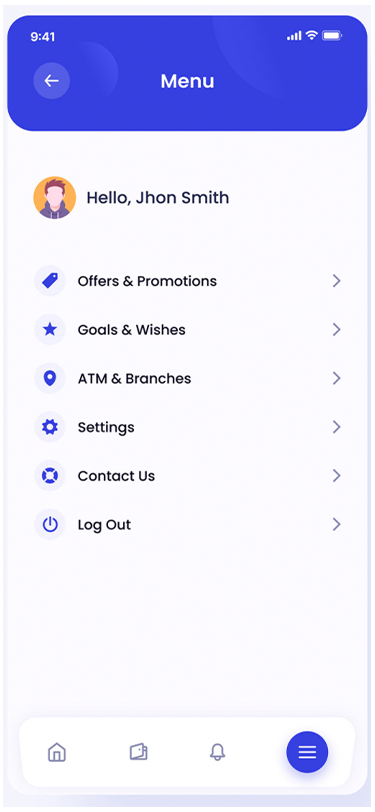 9:41
Menu
Hello, Jhon Smith
Offers & Promotions
Goals & Wishes
ATM & Branches
Settings
Contact Us
Log Out